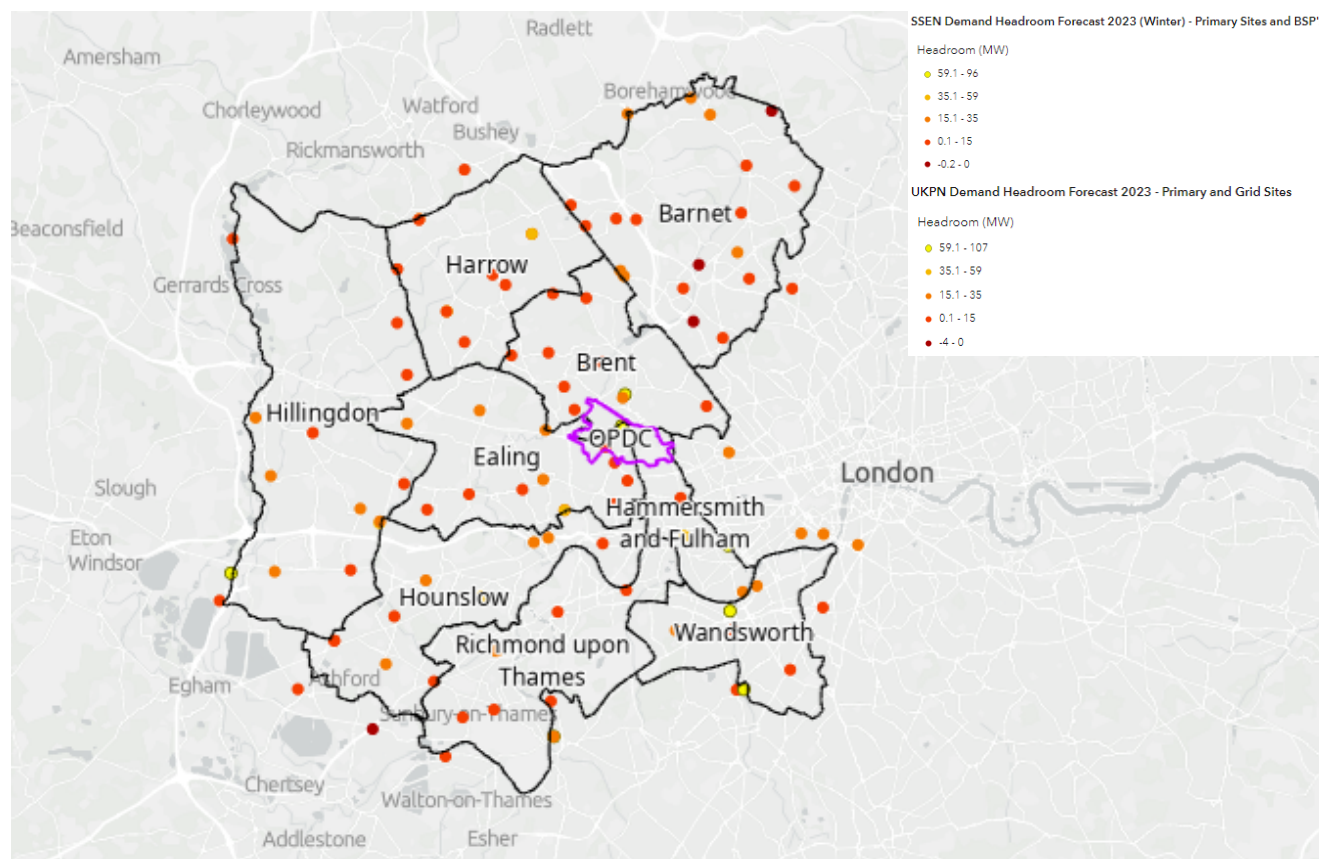 SSEN Demand Headroom Forecast 2023 (Winter) - Primary Sites and BSP'
Headroom (MW)
59.1 - 96
35.1 - 59
15.1 - 35
0.1 - 15
-0.2 - 0
UKPN Demand Headroom Forecast 2023 - Primary and Grid Sites
Headroom (MW)
59.1 - 107
35.1 - 59
15.1 - 35
0.1 - 15
-4 - 0
Radlett
Amersham
Borehamwood
Chorleywood
Watford
Bushey
Rickmansworth
Barnet
Beaconsfield
Harrow
Gerrards Cross
Brent
Hillingdon
OPDC
Ealing
London
Slough
Hammersmith
and Fulham
Eton
Windsor
Hounslow
Wandsworth
Richmond upon
Thames
Ashford
Egham
Sunbury-on-Thames
Chertsey
Walton-on-Thames
Addlestone
Esher